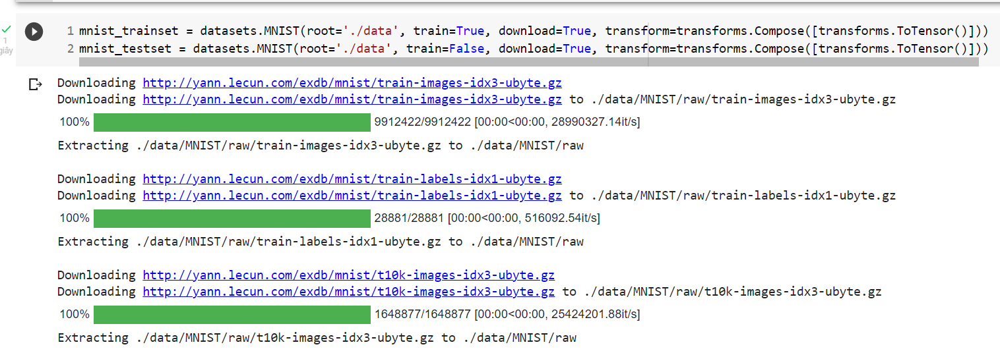 1 mnist_trainset = datasets.MNIST(root='./data', train=True, download=True, transform=transforms.Compose([transforms.ToTensor()]))
1
giây
2 mnist_testset = datasets.MNIST(root='./data', train=False, download=True, transform=transforms.Compose([transforms.ToTensor()]))
Downloading http://yann.lecun.com/exdb/mnist/train-images-idx3-ubyte.gz
Downloading http://yann.lecun.com/exdb/mnist/train-images-idx3-ubyte.gz to ./data/MNIST/raw/train-images-idx3-ubyte.gz
100% 9912422/9912422 [00:00<00:00, 28990327.14it/s]
Extracting ./data/MNIST/raw/train-images-idx3-ubyte.gz to ./data/MNIST/raw
Downloading http://yann.lecun.com/exdb/mnist/train-labels-idx1-ubyte.gz
Downloading http://yann.lecun.com/exdb/mnist/train-labels-idx1-ubyte.gz to ./data/MNIST/raw/train-labels-idx1-ubyte.gz
100% 28881/28881 [00:00<00:00, 516092.54it/s]
Extracting ./data/MNIST/raw/train-labels-idx1-ubyte.gz to ./data/MNIST/raw
Downloading http://yann.lecun.com/exdb/mnist/t10k-images-idx3-ubyte.gz
Downloading http://yann.lecun.com/exdb/mnist/t10k-images-idx3-ubyte.gz to ./data/MNIST/raw/t10k-images-idx3-ubyte.gz
100% 1648877/1648877 [00:00<00:00, 25424201.88it/s]
Extracting ./data/MNIST/raw/t10k-images-idx3-ubyte.gz to ./data/MNIST/raw